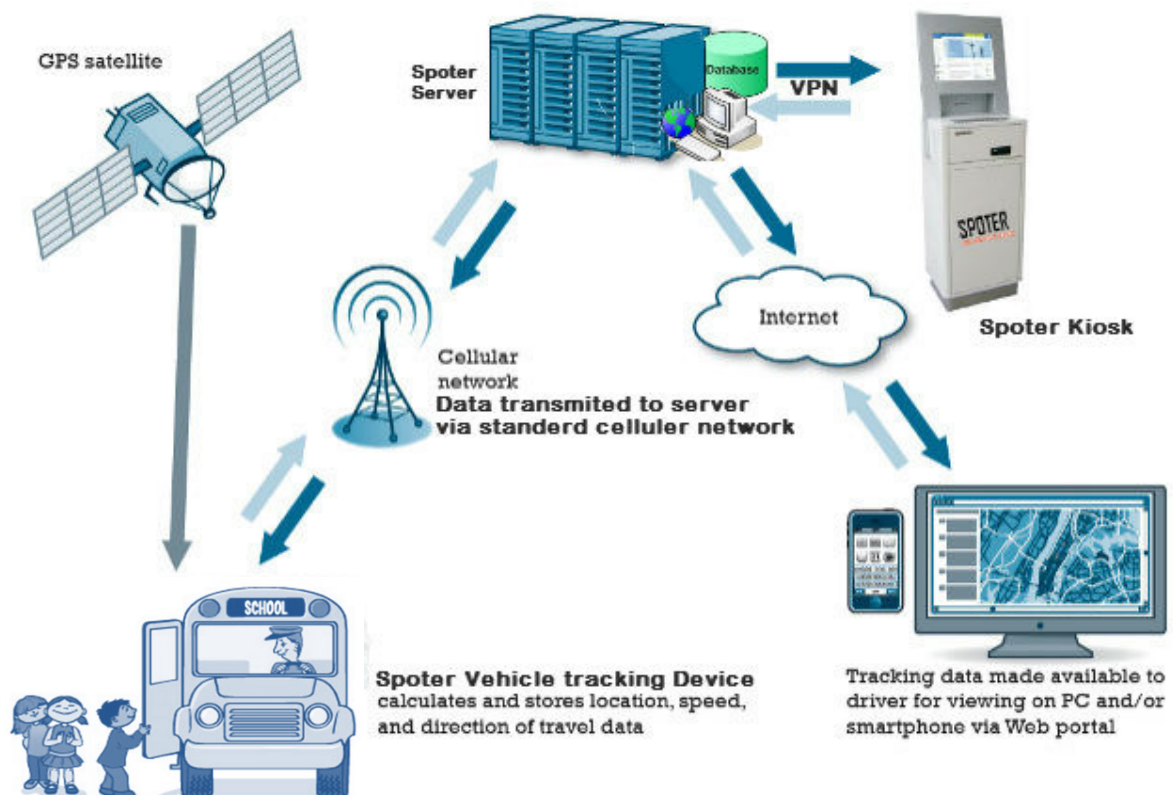 GPS satellite
Spoter
Server
Database
VPN
SPOTER
Spoter Kiosk
Internet
Cellular
network
Data transmited to server
via standerd celluler network
SCHOOL
Spoter Vehicle tracking Device
calculates and stores location, speed,
and direction of travel data
Tracking data made available to
driver for viewing on PC and/or
smartphone via Web portal